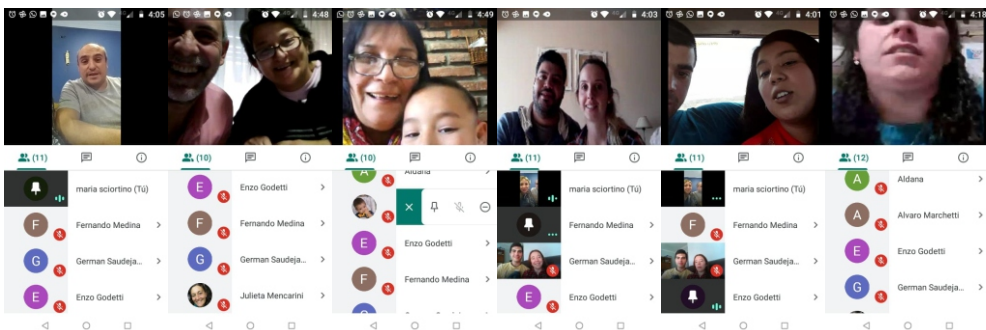 4:05
(11)
maria sciortino (Tú)
F
Fernando Medina
G
German Saudeja...
E
Enzo Godetti
4:48
(10)
E
Enzo Godetti
F
Fernando Medina
G
German Saudeja...
Julieta Mencarini
4:49
(10)
A
Aldana
E
Enzo Godetti
F
Fernando Medina
4:03
(11)
maria sciortino (Tú)
Fernando Medina
German Saudeja...
E
Enzo Godetti
4:01
(11)
maria sciortino (Tú)
F
Fernando Medina
German Saudeja...
Enzo Godetti
4:18
(12)
A
Aldana
A
Alvaro Marchetti
E
Enzo Godetti
G
German Saudeja...